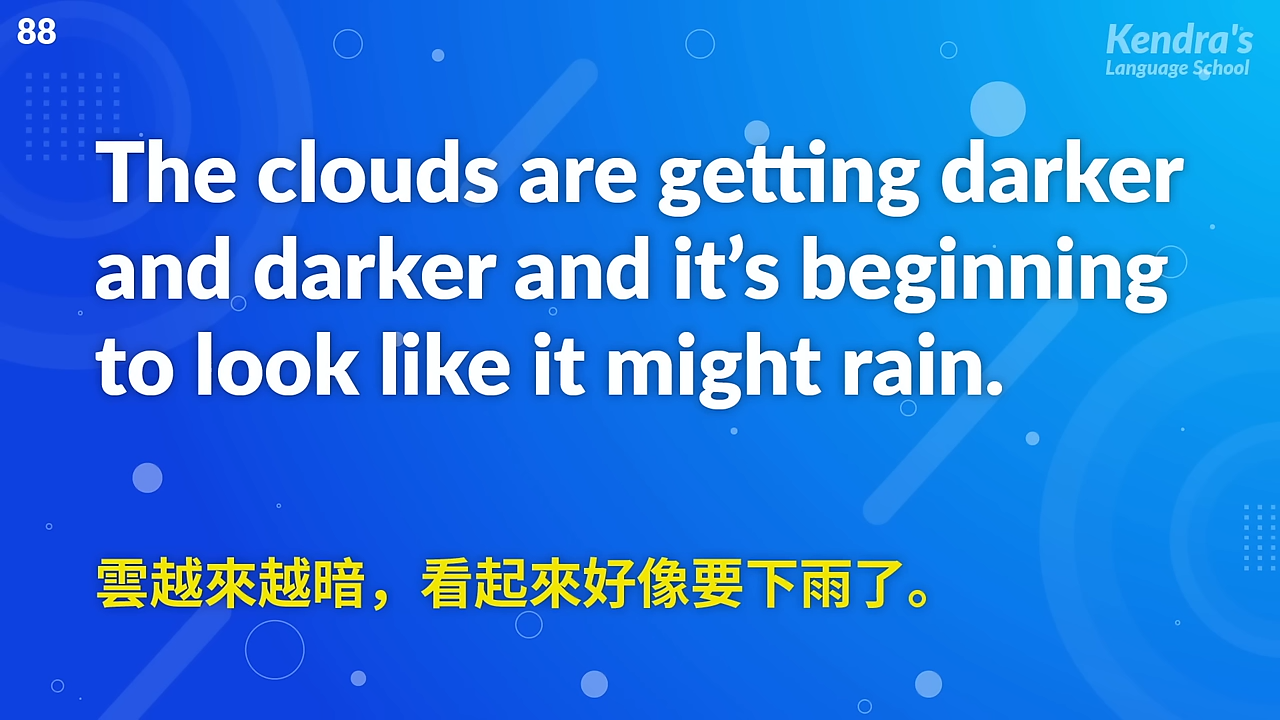 88
Kendra's
Language School
The clouds are getting darker
and darker and it’s beginning
to look like it might rain.
雲越來越暗，看起來好像要下雨了。